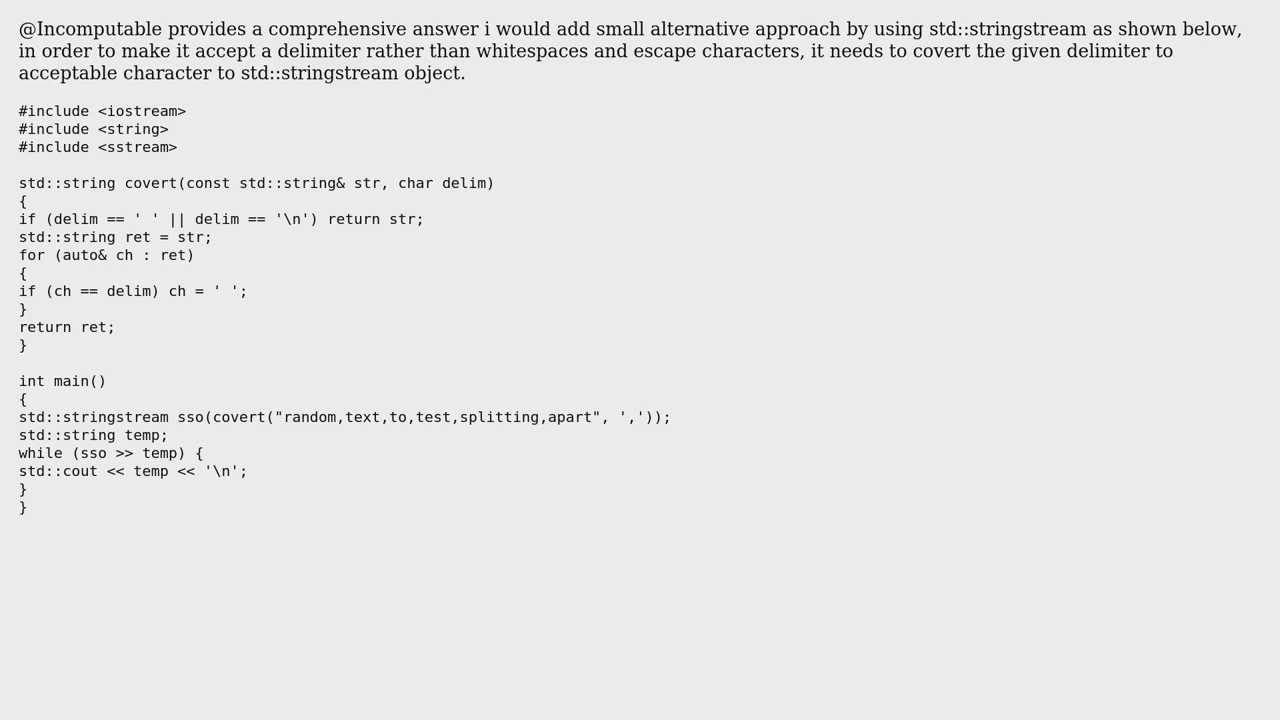 @Incomputable provides a comprehensive answer i would add small alternative approach by using std::stringstream as shown below,
in order to make it accept a delimiter rather than whitespaces and escape characters, it needs to covert the given delimiter to
acceptable character to std::stringstream object.
#include <iostream>
#include <string>
#include <sstream>
std::string covert(const std::string& str, char delim)
{
if (delim == ' ' || delim == '\n') return str;
std::string ret = str;
for (auto& ch : ret)
{
if (ch == delim) ch = ' ';
}
return ret;
}
int main()
{
std::stringstream sso(covert("random,text,to,test,splitting,apart", ','));
std::string temp;
while (sso >> temp) {
std::cout << temp << '\n';
}
}